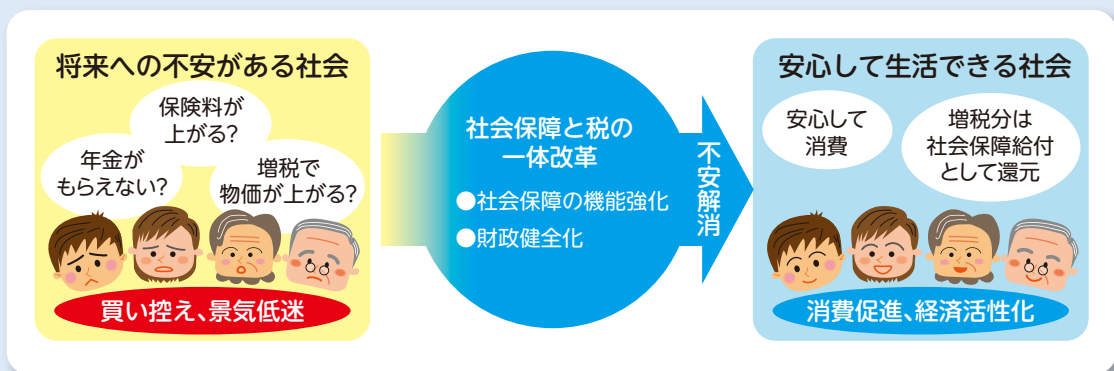 将来への不安がある社会
保険料が
上がる?
年金が
もらえない?
増税で
物価が上がる?
買い控え、景気低迷
社会保障と税の
一体改革
●社会保障の機能強化
●財政健全化
不安解消
安心して生活できる社会
安心して
消費
増税分は
社会保障給付
として還元
消費促進、経済活性化